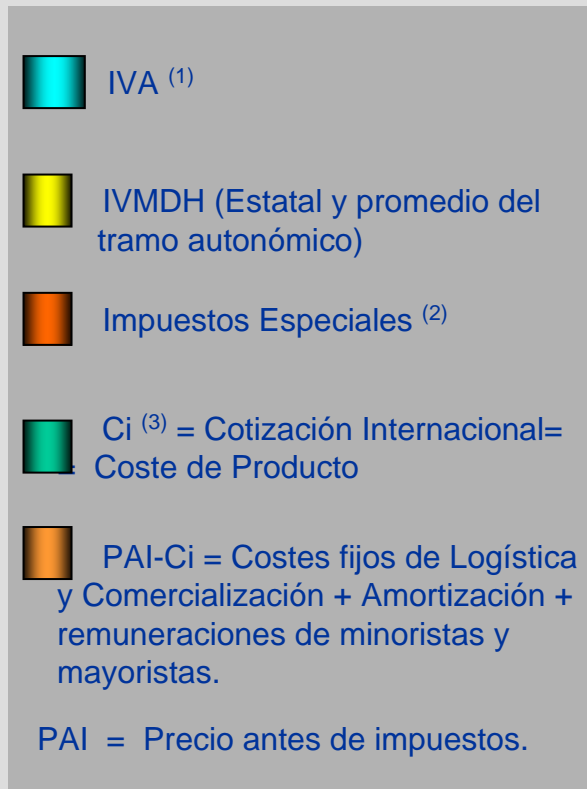 IVA (1)
IVMDH (Estatal y promedio del
tramo autonómico)
Impuestos Especiales (2)
Ci (3) = Cotización Internacional=
= Coste de Producto
PAI-Ci = Costes fijos de Logística
y Comercialización + Amortización +
remuneraciones de minoristas y
mayoristas.
PAI = Precio antes de impuestos.